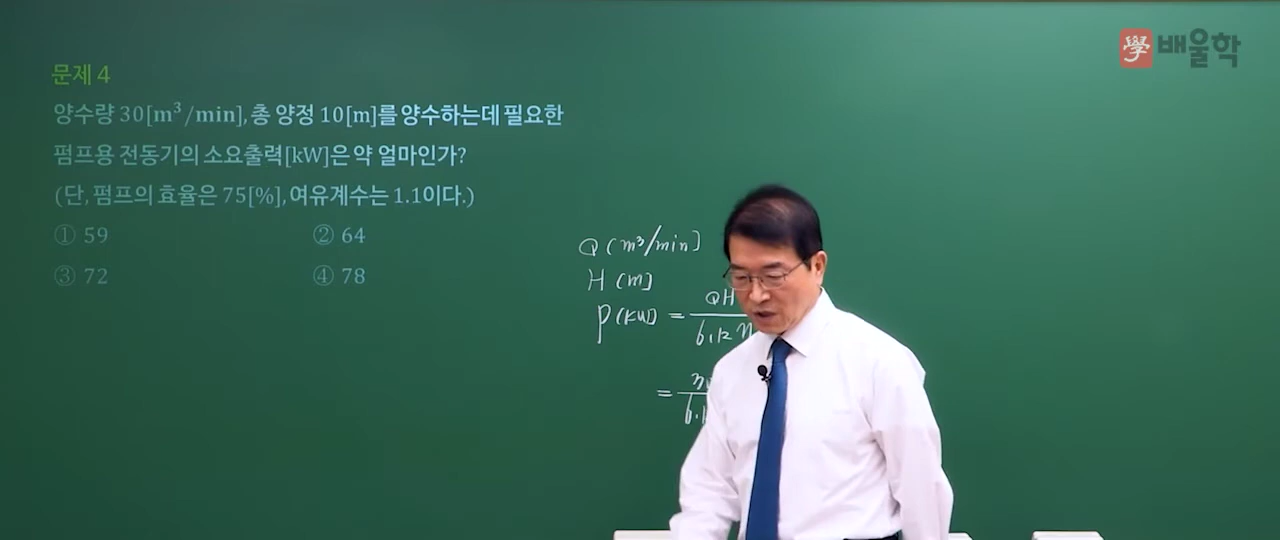 學 배울학
문제 4
양수량 30[m³/min], 총 양정 10[m]를 양수하는데 필요한
펌프용 전동기의 소요출력[kW]은 약 얼마인가?
(단, 펌프의 효율은 75[%], 여유계수는 1.1이다.)
① 59 ② 64
③ 72 ④ 78
Q (m³/min]
H (m]
P(kW) = QH / 6.12 η
=